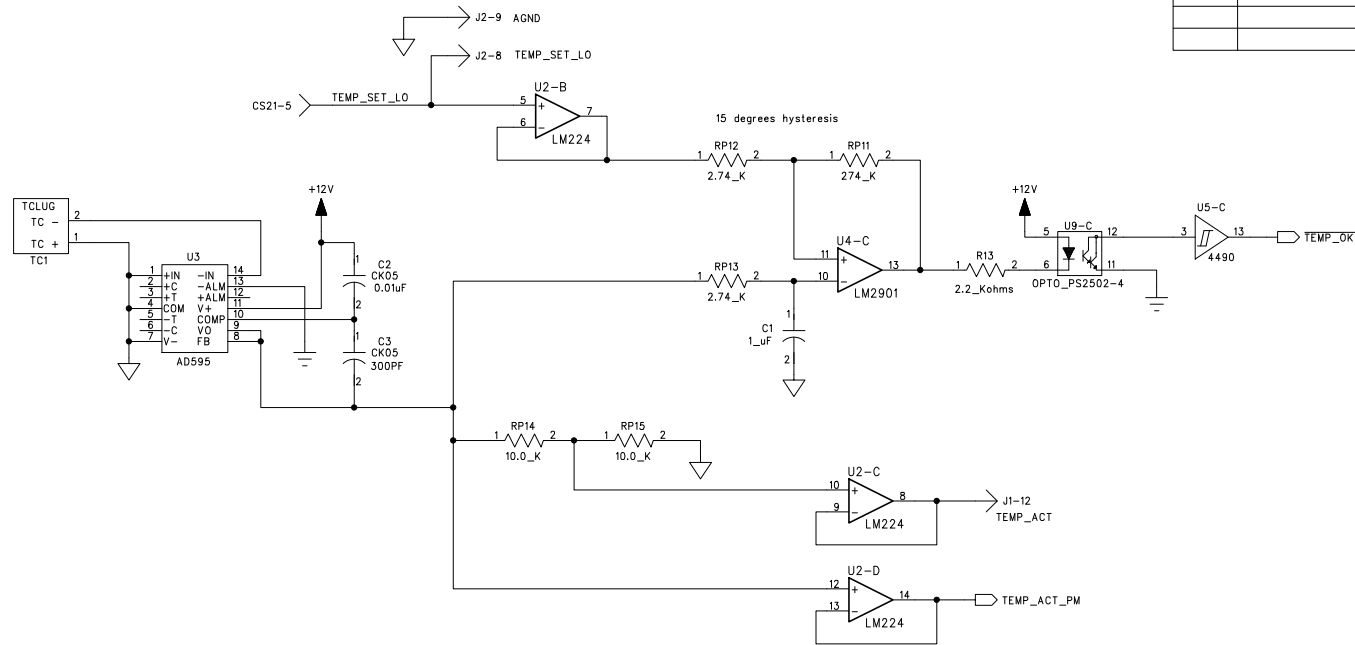 J2-9 AGND
J2-8 TEMP_SET_LO
CS21-5 TEMP_SET_LO
U2-B
5 + 7
6 −
LM224
15 degrees hysteresis
RP12
1 2
2.74_K
RP11
1 2
274_K
TCLUG
TC − 2
TC + 1
TC1
+12V
U3
1 +IN −IN 14
2 +C −ALM 13
3 +T +ALM 12
4 COM V+ 11
5 −T COMP 10
6 −C VO 9
7 V− FB 8
AD595
1
C2
CK05
0.01uF
2
1
C3
CK05
300PF
2
RP13
1 2
2.74_K
1
C1
1_uF
2
U4-C
11 + 13
10 −
LM2901
R13
1 2
2.2_Kohms
+12V
U9-C
5 12
6 11
OPTO_PS2502-4
U5-C
3 13
4490
TEMP_OK
RP14
1 2
10.0_K
RP15
1 2
10.0_K
U2-C
10 + 8
9 −
LM224
J1-12
TEMP_ACT
U2-D
12 + 14
13 −
LM224
TEMP_ACT_PM